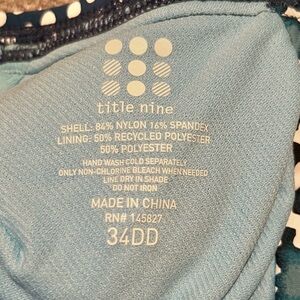 title nine
SHELL: 84% NYLON 16% SPANDEX
LINING: 50% RECYCLED POLYESTER
50% POLYESTER
HAND WASH COLD SEPARATELY
ONLY NON-CHLORINE BLEACH WHEN NEEDED
LINE DRY IN SHADE
DO NOT IRON
MADE IN CHINA
RN# 145827
34DD